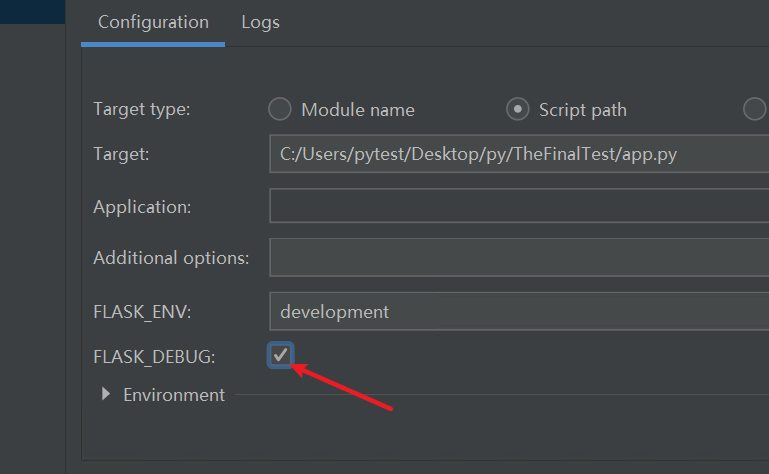 Configuration Logs
Target type: Module name Script path
Target: C:/Users/pytest/Desktop/py/TheFinalTest/app.py
Application:
Additional options:
FLASK_ENV: development
FLASK_DEBUG:
Environment